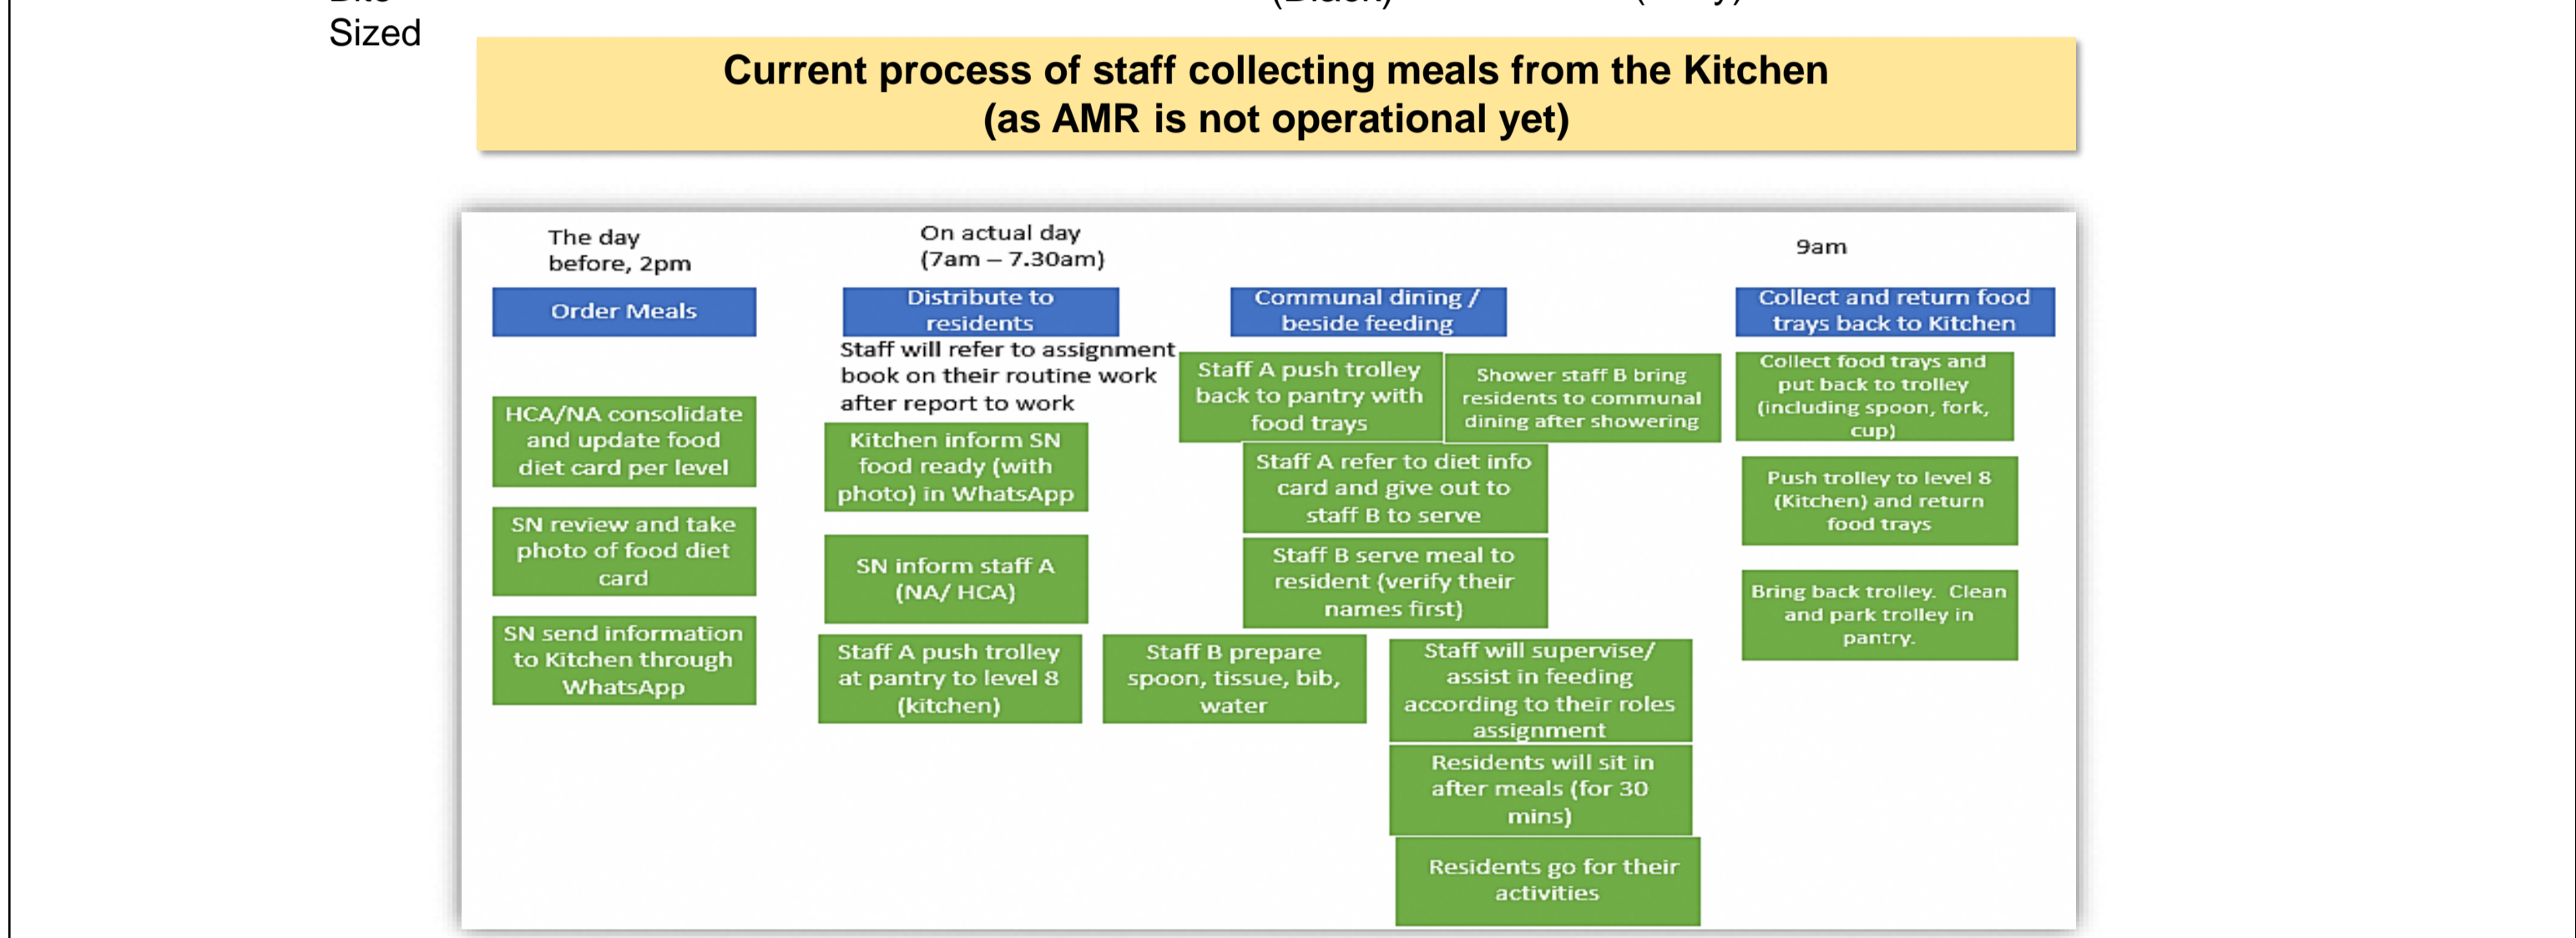 Sized
Current process of staff collecting meals from the Kitchen
(as AMR is not operational yet)
The day
before, 2pm
Order Meals
HCA/NA consolidate
and update food
diet card per level
SN review and take
photo of food diet
card
SN send information
to Kitchen through
WhatsApp
On actual day
(7am – 7.30am)
Distribute to
residents
Staff will refer to assignment
book on their routine work
after report to work
Kitchen inform SN
food ready (with
photo) in WhatsApp
SN inform staff A
(NA/ HCA)
Staff A push trolley
at pantry to level 8
(kitchen)
Communal dining /
beside feeding
Staff A push trolley
back to pantry with
food trays
Shower staff B bring
residents to communal
dining after showering
Staff A refer to diet info
card and give out to
staff B to serve
Staff B serve meal to
resident (verify their
names first)
Staff B prepare
spoon, tissue, bib,
water
Staff will supervise/
assist in feeding
according to their roles
assignment
Residents will sit in
after meals (for 30
mins)
Residents go for their
activities
9am
Collect and return food
trays back to Kitchen
Collect food trays and
put back to trolley
(including spoon, fork,
cup)
Push trolley to level 8
(Kitchen) and return
food trays
Bring back trolley. Clean
and park trolley in
pantry.